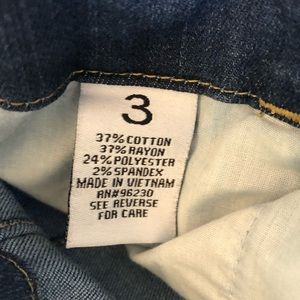 3
37% COTTON
37% RAYON
24% POLYESTER
2% SPANDEX
MADE IN VIETNAM
RN#96230
SEE REVERSE
FOR CARE